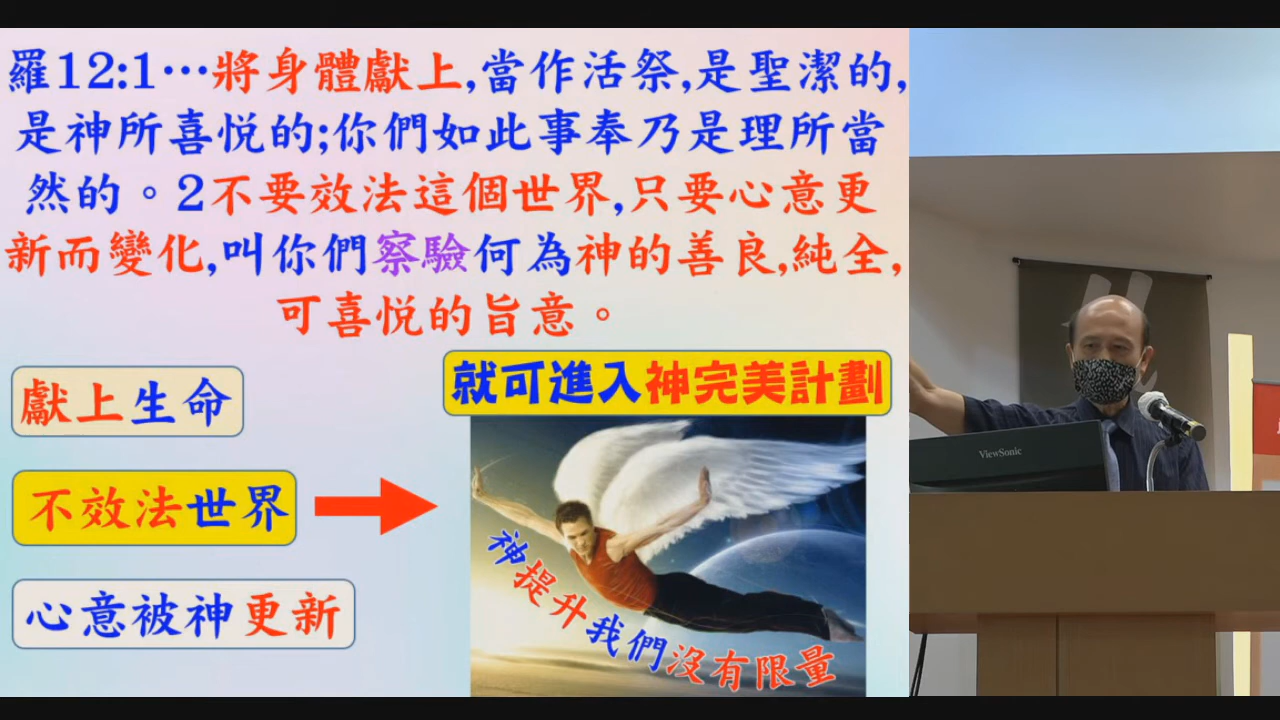 羅12:1…將身體獻上,當作活祭,是聖潔的,
是神所喜悅的;你們如此事奉乃是理所當
然的。2不要效法這個世界,只要心意更
新而變化,叫你們察驗何為神的善良,純全,
可喜悅的旨意。
獻上生命
就可進入神完美計劃
不效法世界
心意被神更新
神提升我們沒有限量
ViewSonic